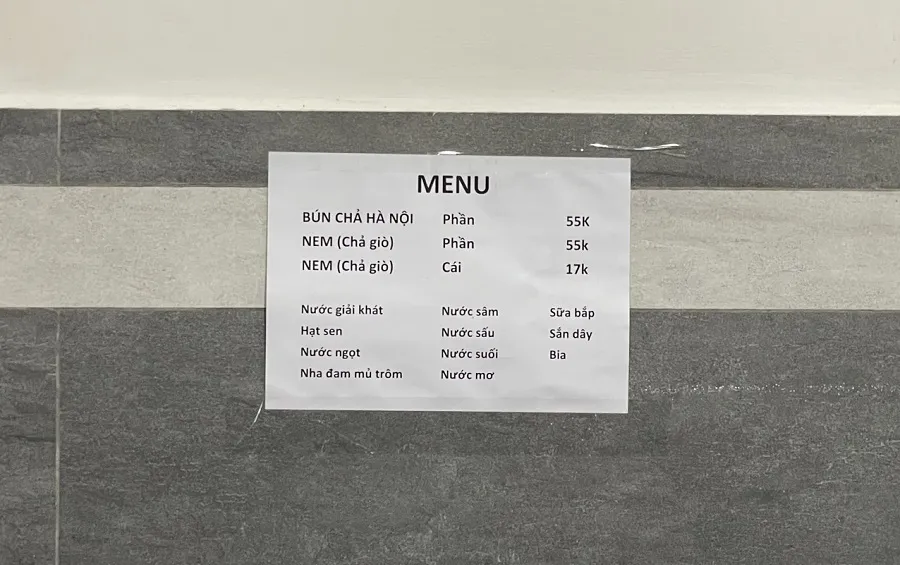 MENU
BÚN CHẢ HÀ NỘI Phần 55K
NEM (Chả giò) Phần 55k
NEM (Chả giò) Cái 17k
Nước giải khát Nước sâm Sữa bắp
Hạt sen Nước sấu Sắn dây
Nước ngọt Nước suối Bia
Nha đam mủ trôm Nước mơ